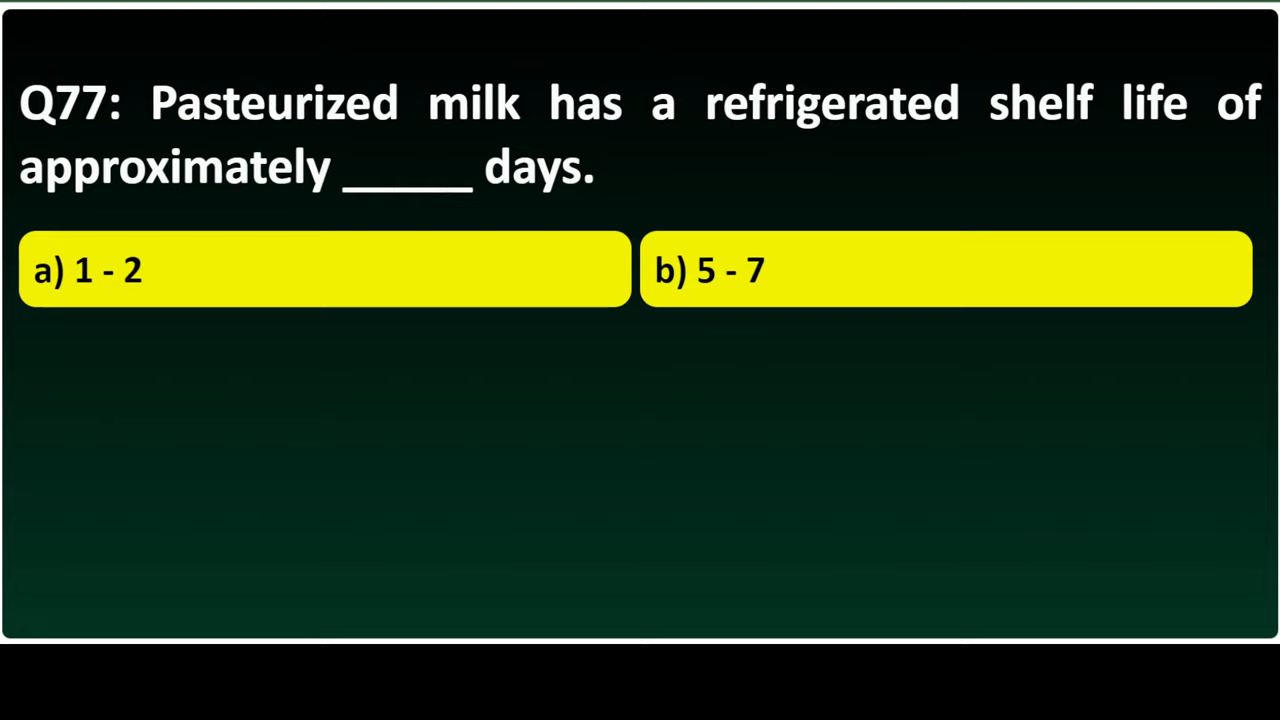 Q77: Pasteurized milk has a refrigerated shelf life of
approximately ______ days.
a) 1 - 2
b) 5 - 7